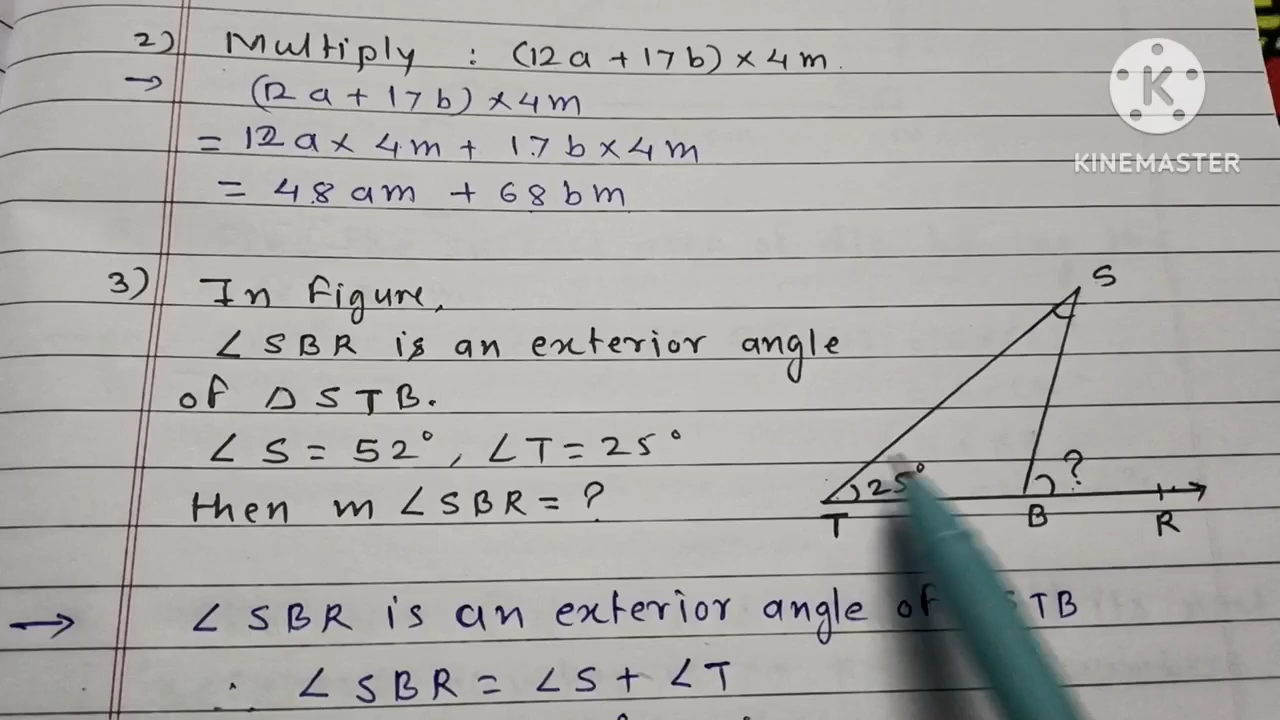 2) Multiply : (12a + 17b) × 4m
→ (12a + 17b) × 4m
= 12a × 4m + 17b × 4m
= 48am + 68bm
K
KINEMASTER
3) In figure,
∠SBR is an exterior angle
of ΔSTB.
∠S = 52°, ∠T = 25°
then m ∠SBR = ?
S
25°
?
T B R
→ ∠SBR is an exterior angle of STB
∴ ∠SBR = ∠S + ∠T